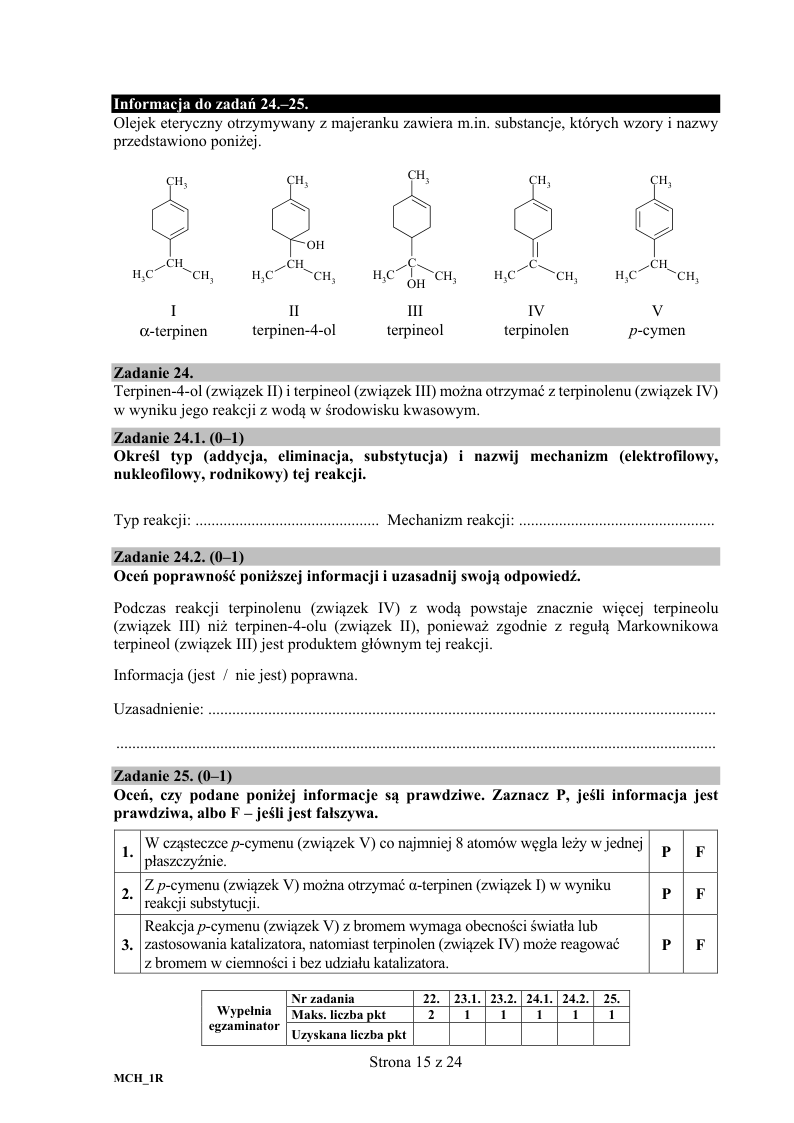 Informacja do zadań 24.–25.
Olejek eteryczny otrzymywany z majeranku zawiera m.in. substancje, których wzory i nazwy
przedstawiono poniżej.
CH3 CH3 CH3 CH3 CH3
OH
CH CH C C CH
H3C CH3 H3C CH3 H3C CH3 H3C CH3 H3C CH3
OH
I II III IV V
α-terpinen terpinen-4-ol terpineol terpinolen p-cymen
Zadanie 24.
Terpinen-4-ol (związek II) i terpineol (związek III) można otrzymać z terpinolenu (związek IV)
w wyniku jego reakcji z wodą w środowisku kwasowym.
Zadanie 24.1. (0–1)
Określ typ (addycja, eliminacja, substytucja) i nazwij mechanizm (elektrofilowy,
nukleofilowy, rodnikowy) tej reakcji.
Typ reakcji: .............................................. Mechanizm reakcji: .................................................
Zadanie 24.2. (0–1)
Oceń poprawność poniższej informacji i uzasadnij swoją odpowiedź.
Podczas reakcji terpinolenu (związek IV) z wodą powstaje znacznie więcej terpineolu
(związek III) niż terpinen-4-olu (związek II), ponieważ zgodnie z regułą Markownikowa
terpineol (związek III) jest produktem głównym tej reakcji.
Informacja (jest / nie jest) poprawna.
Uzasadnienie: ...............................................................................................................................
......................................................................................................................................................
Zadanie 25. (0–1)
Oceń, czy podane poniżej informacje są prawdziwe. Zaznacz P, jeśli informacja jest
prawdziwa, albo F – jeśli jest fałszywa.
1. W cząsteczce p-cymenu (związek V) co najmniej 8 atomów węgla leży w jednej
płaszczyźnie. P F
2. Z p-cymenu (związek V) można otrzymać α-terpinen (związek I) w wyniku
reakcji substytucji. P F
3. Reakcja p-cymenu (związek V) z bromem wymaga obecności światła lub
zastosowania katalizatora, natomiast terpinolen (związek IV) może reagować
z bromem w ciemności i bez udziału katalizatora. P F
Wypełnia
egzaminator
Nr zadania 22. 23.1. 23.2. 24.1. 24.2. 25.
Maks. liczba pkt 2 1 1 1 1 1
Uzyskana liczba pkt
Strona 15 z 24
MCH_1R